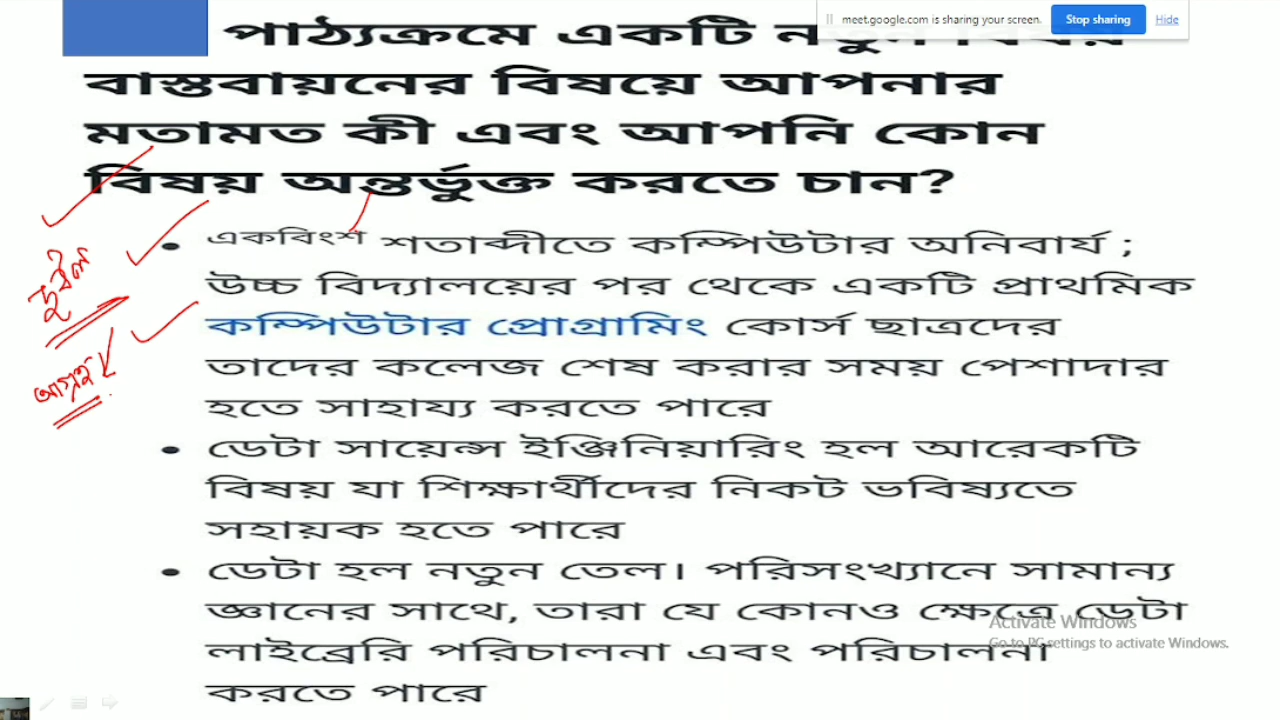 meet.google.com is sharing your screen. Stop sharing Hide
পাঠ্যক্রমে একটি নতুন বিষয়
বাস্তবায়নের বিষয়ে আপনার
মতামত কী এবং আপনি কোন
বিষয় অন্তর্ভুক্ত করতে চান?
• একবিংশ শতাব্দীতে কম্পিউটার অনিবার্য ;
উচ্চ বিদ্যালয়ের পর থেকে একটি প্রাথমিক
কম্পিউটার প্রোগ্রামিং কোর্স ছাত্রদের
তাদের কলেজ শেষ করার সময় পেশাদার
হতে সাহায্য করতে পারে
দুর্বল
আগ্রহ
• ডেটা সায়েন্স ইঞ্জিনিয়ারিং হল আরেকটি
বিষয় যা শিক্ষার্থীদের নিকট ভবিষ্যতে
সহায়ক হতে পারে
• ডেটা হল নতুন তেল। পরিসংখ্যানে সামান্য
জ্ঞানের সাথে, তারা যে কোনও ক্ষেত্রে ডেটা
লাইব্রেরি পরিচালনা এবং পরিচালনা
করতে পারে
Activate Windows
Go to PC settings to activate Windows.